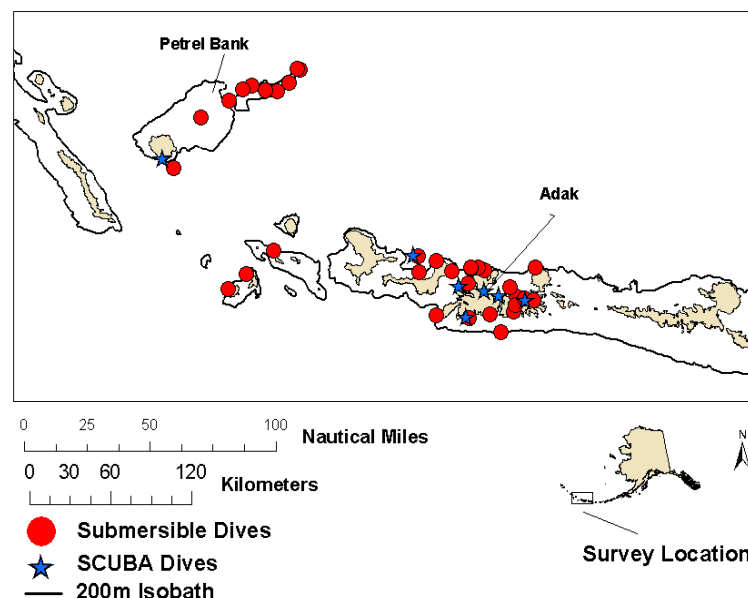 Petrel Bank
Adak
0 25 50 100
Nautical Miles
0 30 60 120
Kilometers
Submersible Dives
SCUBA Dives
200m Isobath
N
Survey Location